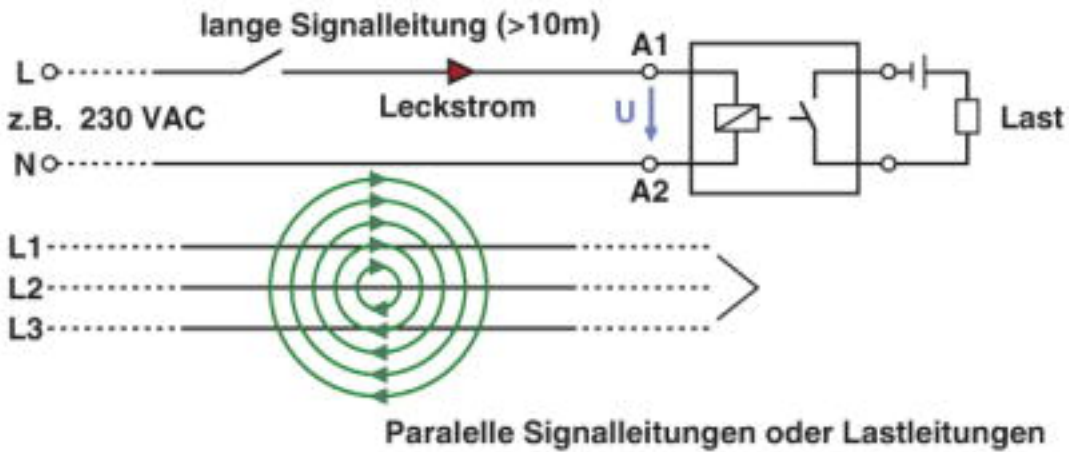 lange Signalleitung (>10m)
L
A1
Leckstrom
z.B. 230 VAC
U
Last
N
A2
L1
L2
L3
Paralelle Signalleitungen oder Lastleitungen